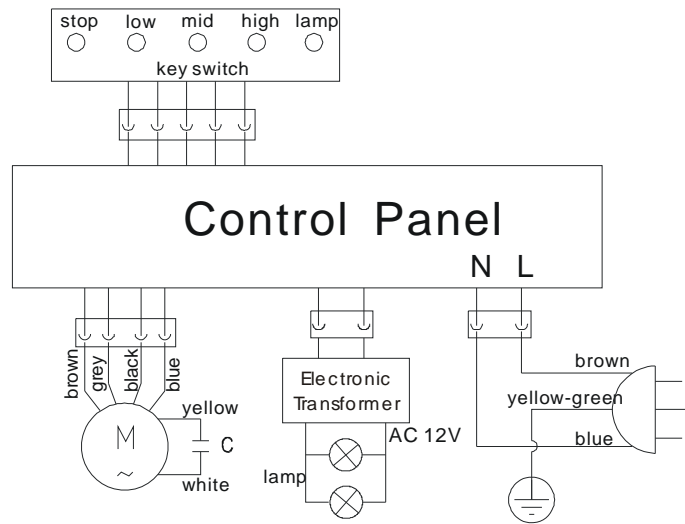 stop low mid high lamp
key switch
Control Panel
N L
brown grey black blue
M
~
yellow
C
white
Electronic
Transformer
AC 12V
lamp
brown
yellow-green
blue